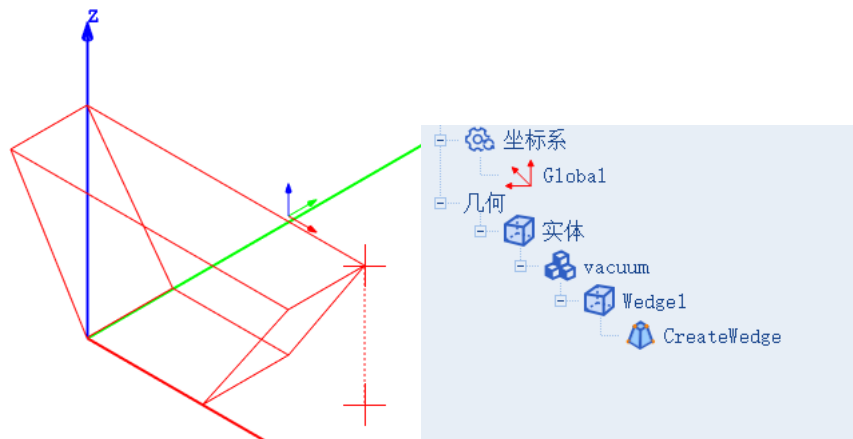 Z
坐标系
Global
几何
实体
vacuum
Wedge1
CreateWedge